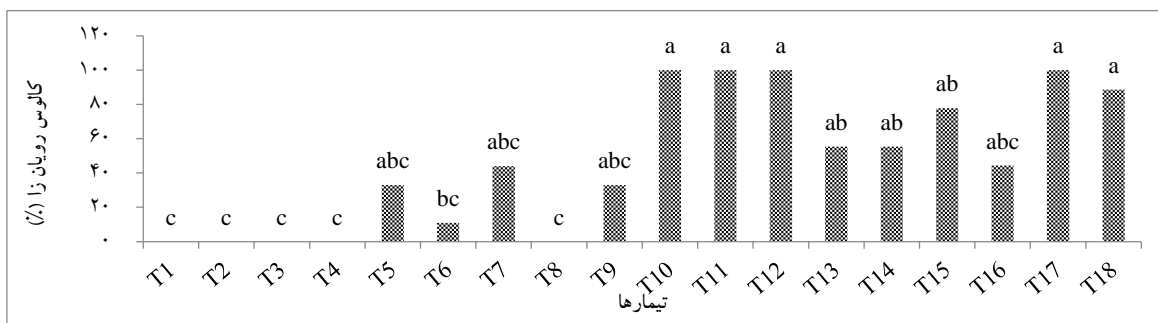 کالوس رویان زا (٪)
۱۲۰
۱۰۰
۸۰
۶۰
۴۰
۲۰
۰
c c c c abc bc abc c abc a a a ab ab ab abc a a
T1 T2 T3 T4 T5 T6 T7 T8 T9 T10 T11 T12 T13 T14 T15 T16 T17 T18
تیمارها